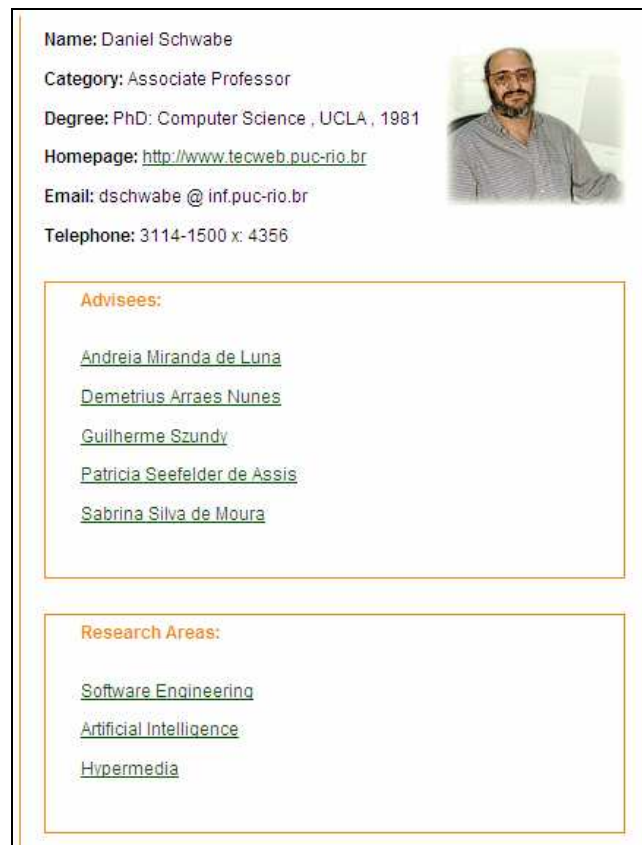 Name: Daniel Schwabe
Category: Associate Professor
Degree: PhD: Computer Science , UCLA , 1981
Homepage: http://www.tecweb.puc-rio.br
Email: dschwabe @ inf.puc-rio.br
Telephone: 3114-1500 x: 4356
Advisees:
Andreia Miranda de Luna
Demetrius Arraes Nunes
Guilherme Szundy
Patricia Seefelder de Assis
Sabrina Silva de Moura
Research Areas:
Software Engineering
Artificial Intelligence
Hypermedia